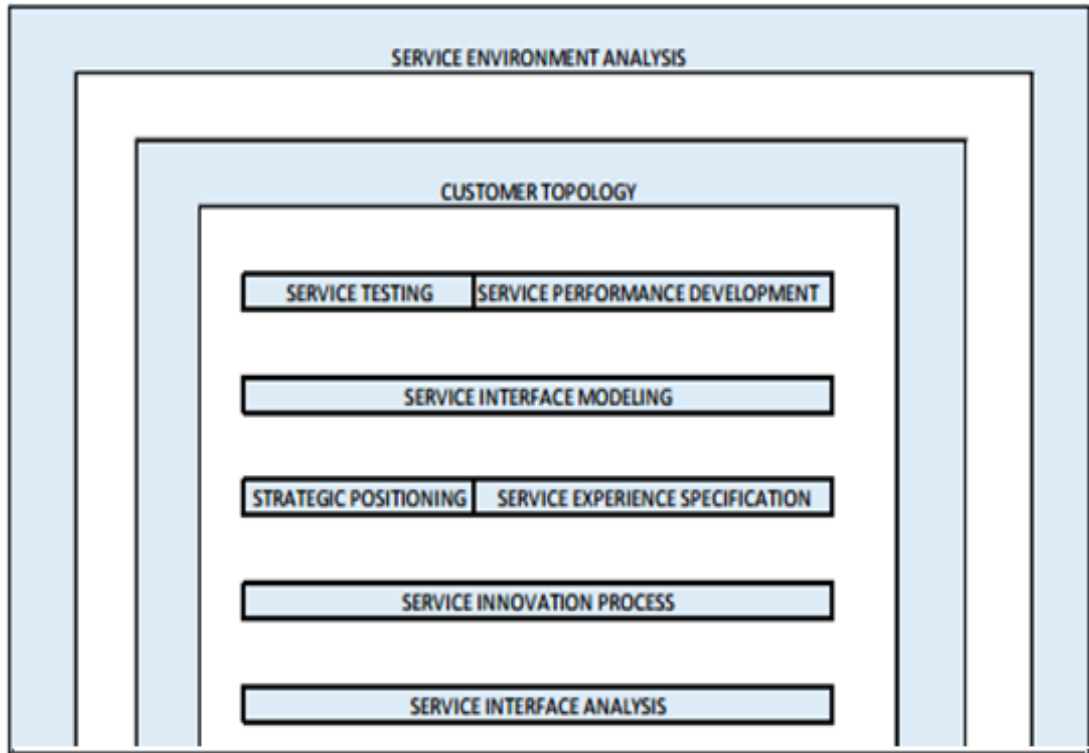 SERVICE ENVIRONMENT ANALYSIS
CUSTOMER TOPOLOGY
SERVICE TESTING SERVICE PERFORMANCE DEVELOPMENT
SERVICE INTERFACE MODELING
STRATEGIC POSITIONING SERVICE EXPERIENCE SPECIFICATION
SERVICE INNOVATION PROCESS
SERVICE INTERFACE ANALYSIS